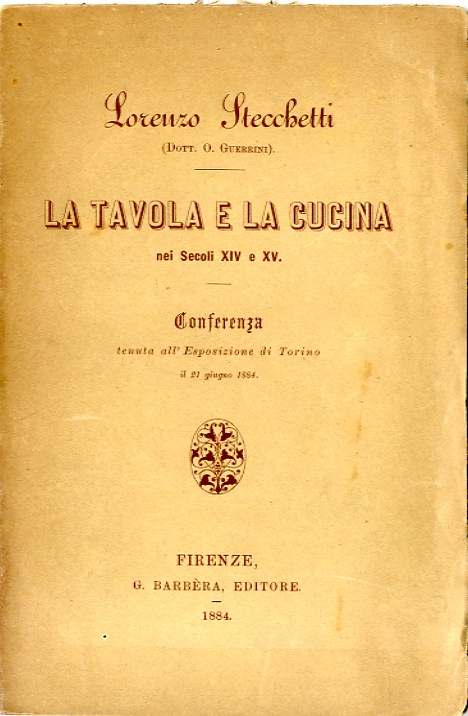 Lorenzo Stecchetti
(Dott. O. Guerrini).
LA TAVOLA E LA CUCINA
nei Secoli XIV e XV.
Conferenza
tenuta all' Esposizione di Torino
il 21 giugno 1884.
FIRENZE,
G. BARBÈRA, EDITORE.
1884.